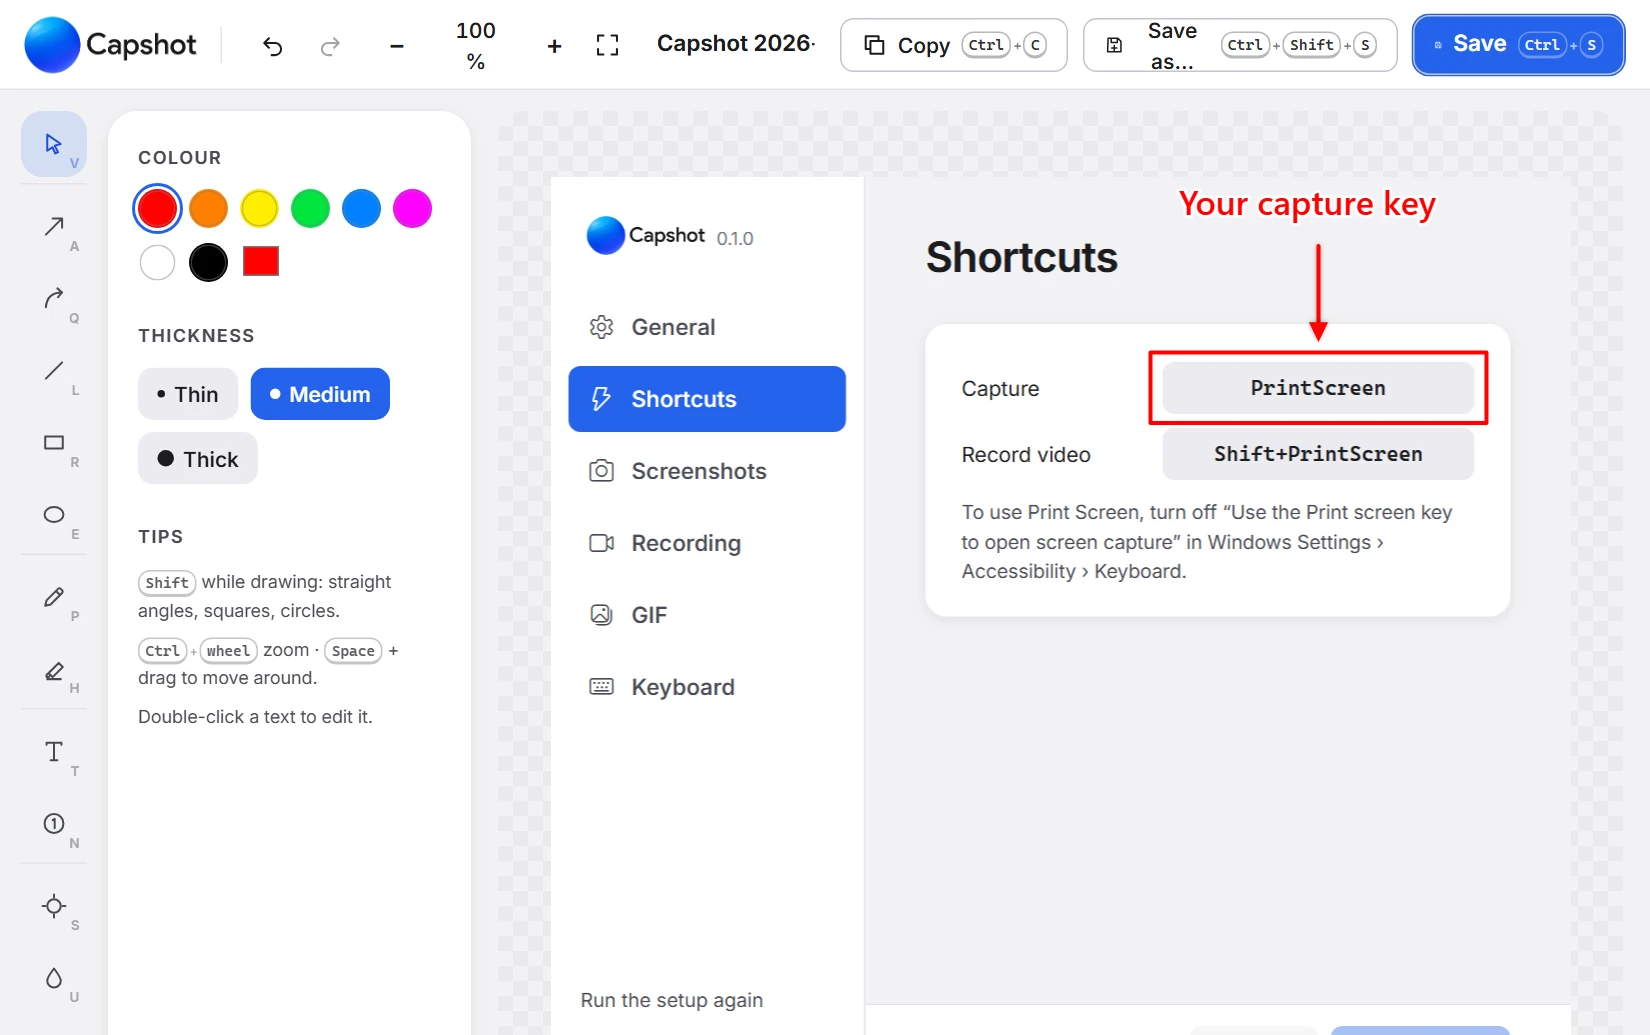 Capshot
100
%
Capshot 2026
Copy Ctrl + C
Save
as...
Ctrl + Shift + S
Save Ctrl + S
V
A
Q
L
R
E
P
H
T
1
N
S
U
COLOUR
THICKNESS
Thin
Medium
Thick
TIPS
Shift while drawing: straight
angles, squares, circles.
Ctrl + wheel zoom · Space +
drag to move around.
Double-click a text to edit it.
Capshot 0.1.0
General
Shortcuts
Screenshots
Recording
GIF
Keyboard
Run the setup again
Your capture key
Shortcuts
Capture
PrintScreen
Record video
Shift+PrintScreen
To use Print Screen, turn off “Use the Print screen key
to open screen capture” in Windows Settings ›
Accessibility › Keyboard.